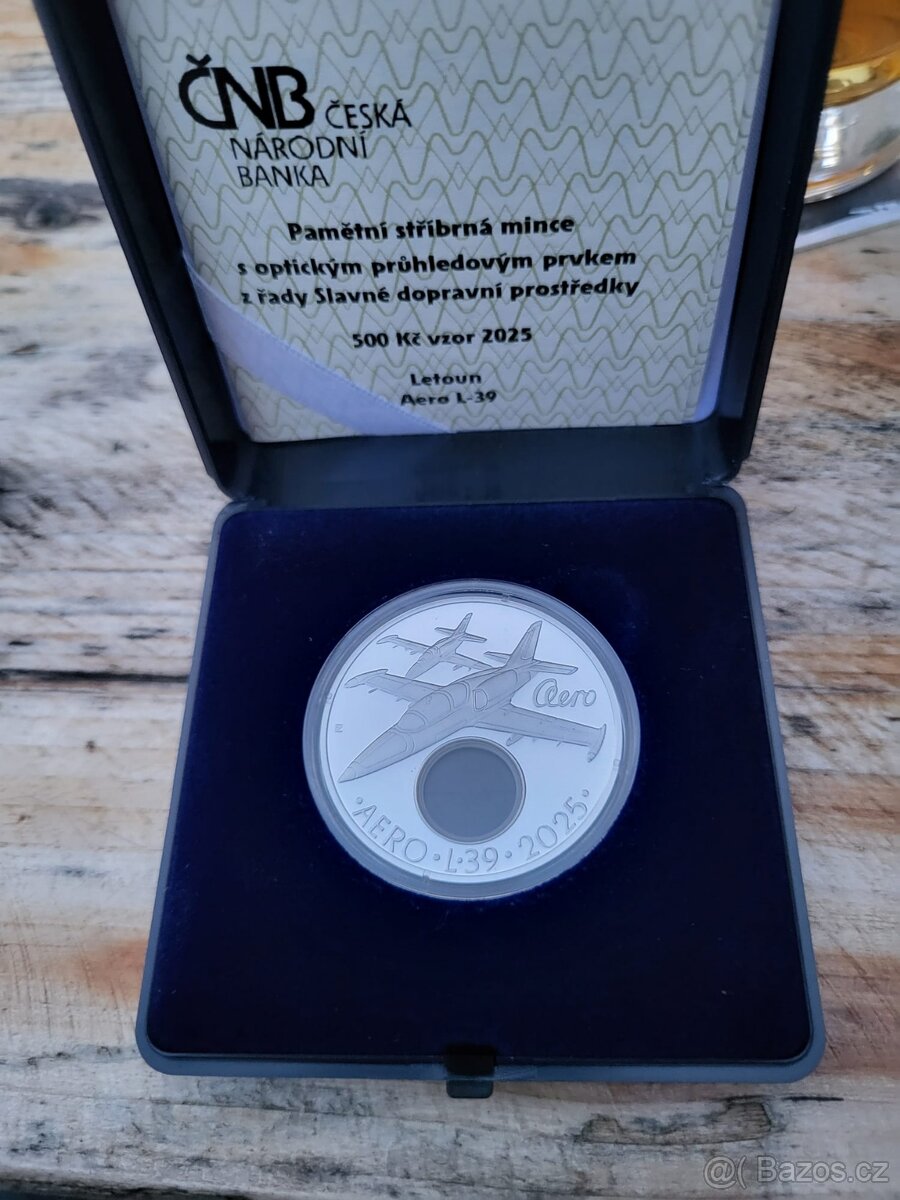 ČNB ČESKÁ
NÁRODNÍ
BANKA
Pamětní stříbrná mince
s optickým průhledovým prvkem
z řady Slavné dopravní prostředky
500 Kč vzor 2025
Letoun
Aero L-39
Aero
• AERO • L-39 • 2025 •
@( Bazos.cz